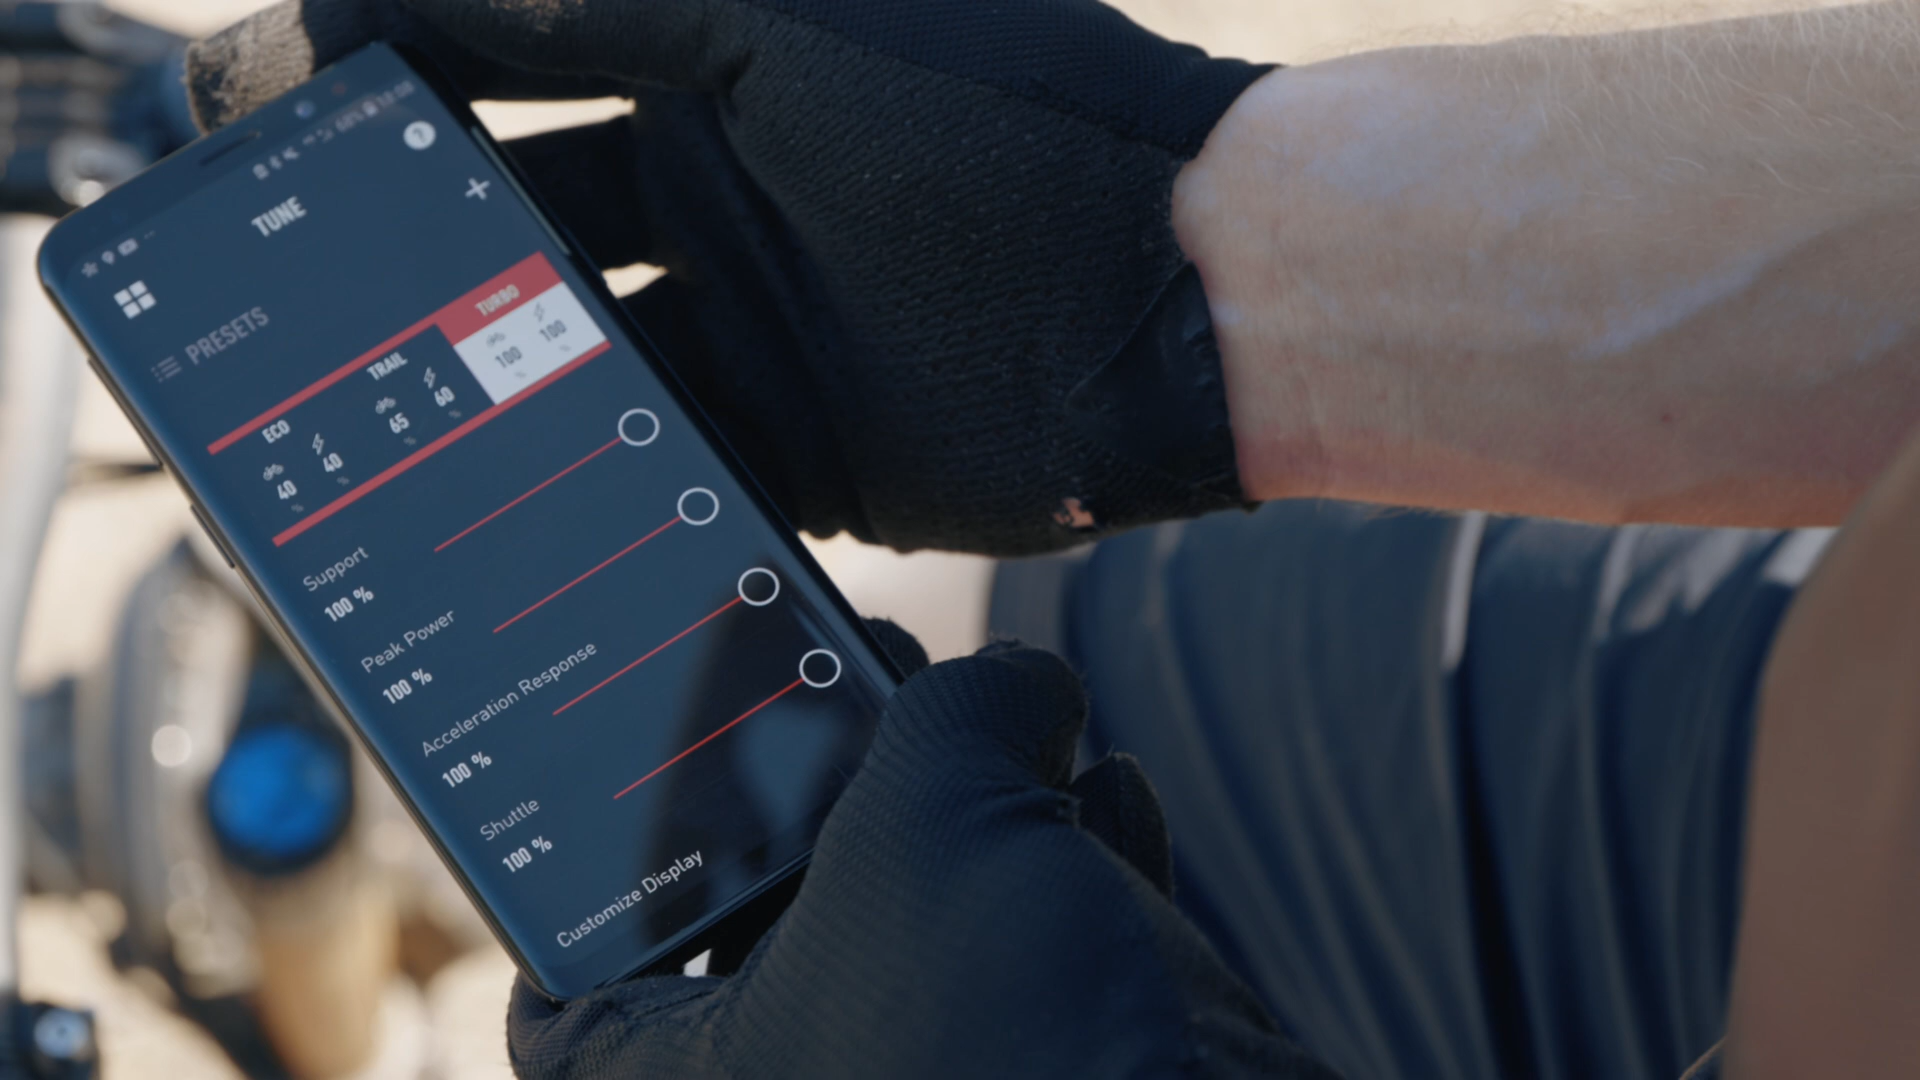 TUNE
?
+
PRESETS
ECO TRAIL TURBO
40 % 40 % 65 % 60 % 100 % 100 %
Support
100 %
Peak Power
100 %
Acceleration Response
100 %
Shuttle
100 %
Customize Display